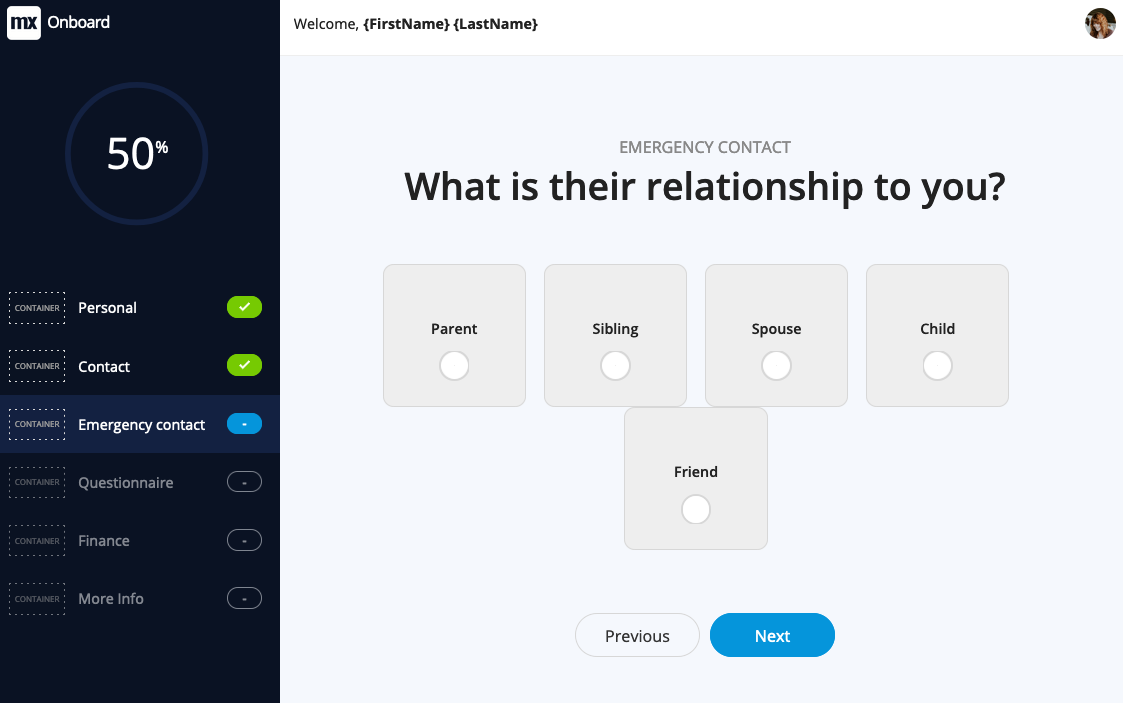 mx Onboard
Welcome, {FirstName} {LastName}
50%
CONTAINER Personal
CONTAINER Contact
CONTAINER Emergency contact -
CONTAINER Questionnaire -
CONTAINER Finance -
CONTAINER More Info -
EMERGENCY CONTACT
What is their relationship to you?
Parent Sibling Spouse Child
Friend
Previous Next